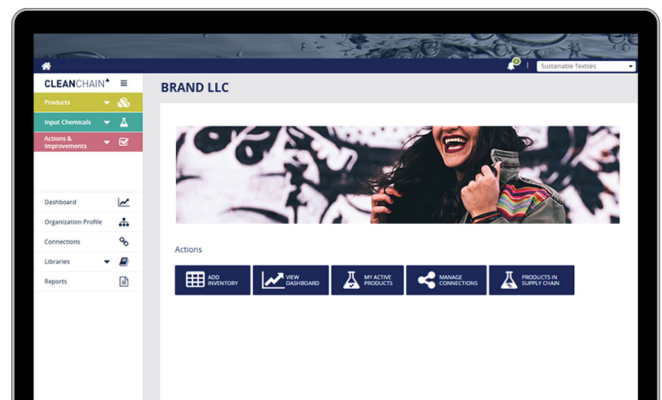 Sustainable Textiles
CLEANCHAIN
BRAND LLC
Products
Input Chemicals
Actions &
Improvements
Dashboard
Organization Profile
Connections
Libraries
Reports
Actions
ADD
INVENTORY
VIEW
DASHBOARD
MY ACTIVE
PRODUCTS
MANAGE
CONNECTIONS
PRODUCTS IN
SUPPLY CHAIN